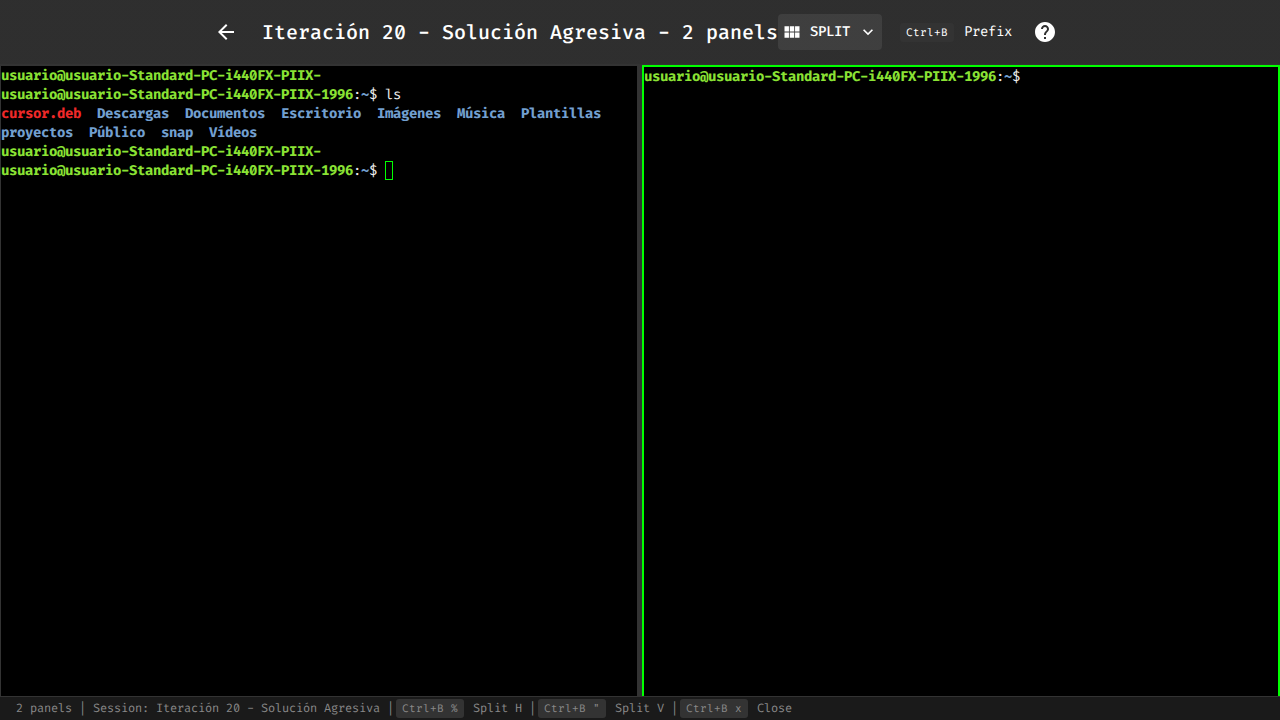 Iteración 20 - Solución Agresiva - 2 panels SPLIT Ctrl+B Prefix ?
usuario@usuario-Standard-PC-i440FX-PIIX-
usuario@usuario-Standard-PC-i440FX-PIIX-1996:~$ ls
cursor.deb Descargas Documentos Escritorio Imágenes Música Plantillas
proyectos Público snap Vídeos
usuario@usuario-Standard-PC-i440FX-PIIX-
usuario@usuario-Standard-PC-i440FX-PIIX-1996:~$
usuario@usuario-Standard-PC-i440FX-PIIX-1996:~$
2 panels | Session: Iteración 20 - Solución Agresiva | Ctrl+B % Split H | Ctrl+B " Split V | Ctrl+B x Close